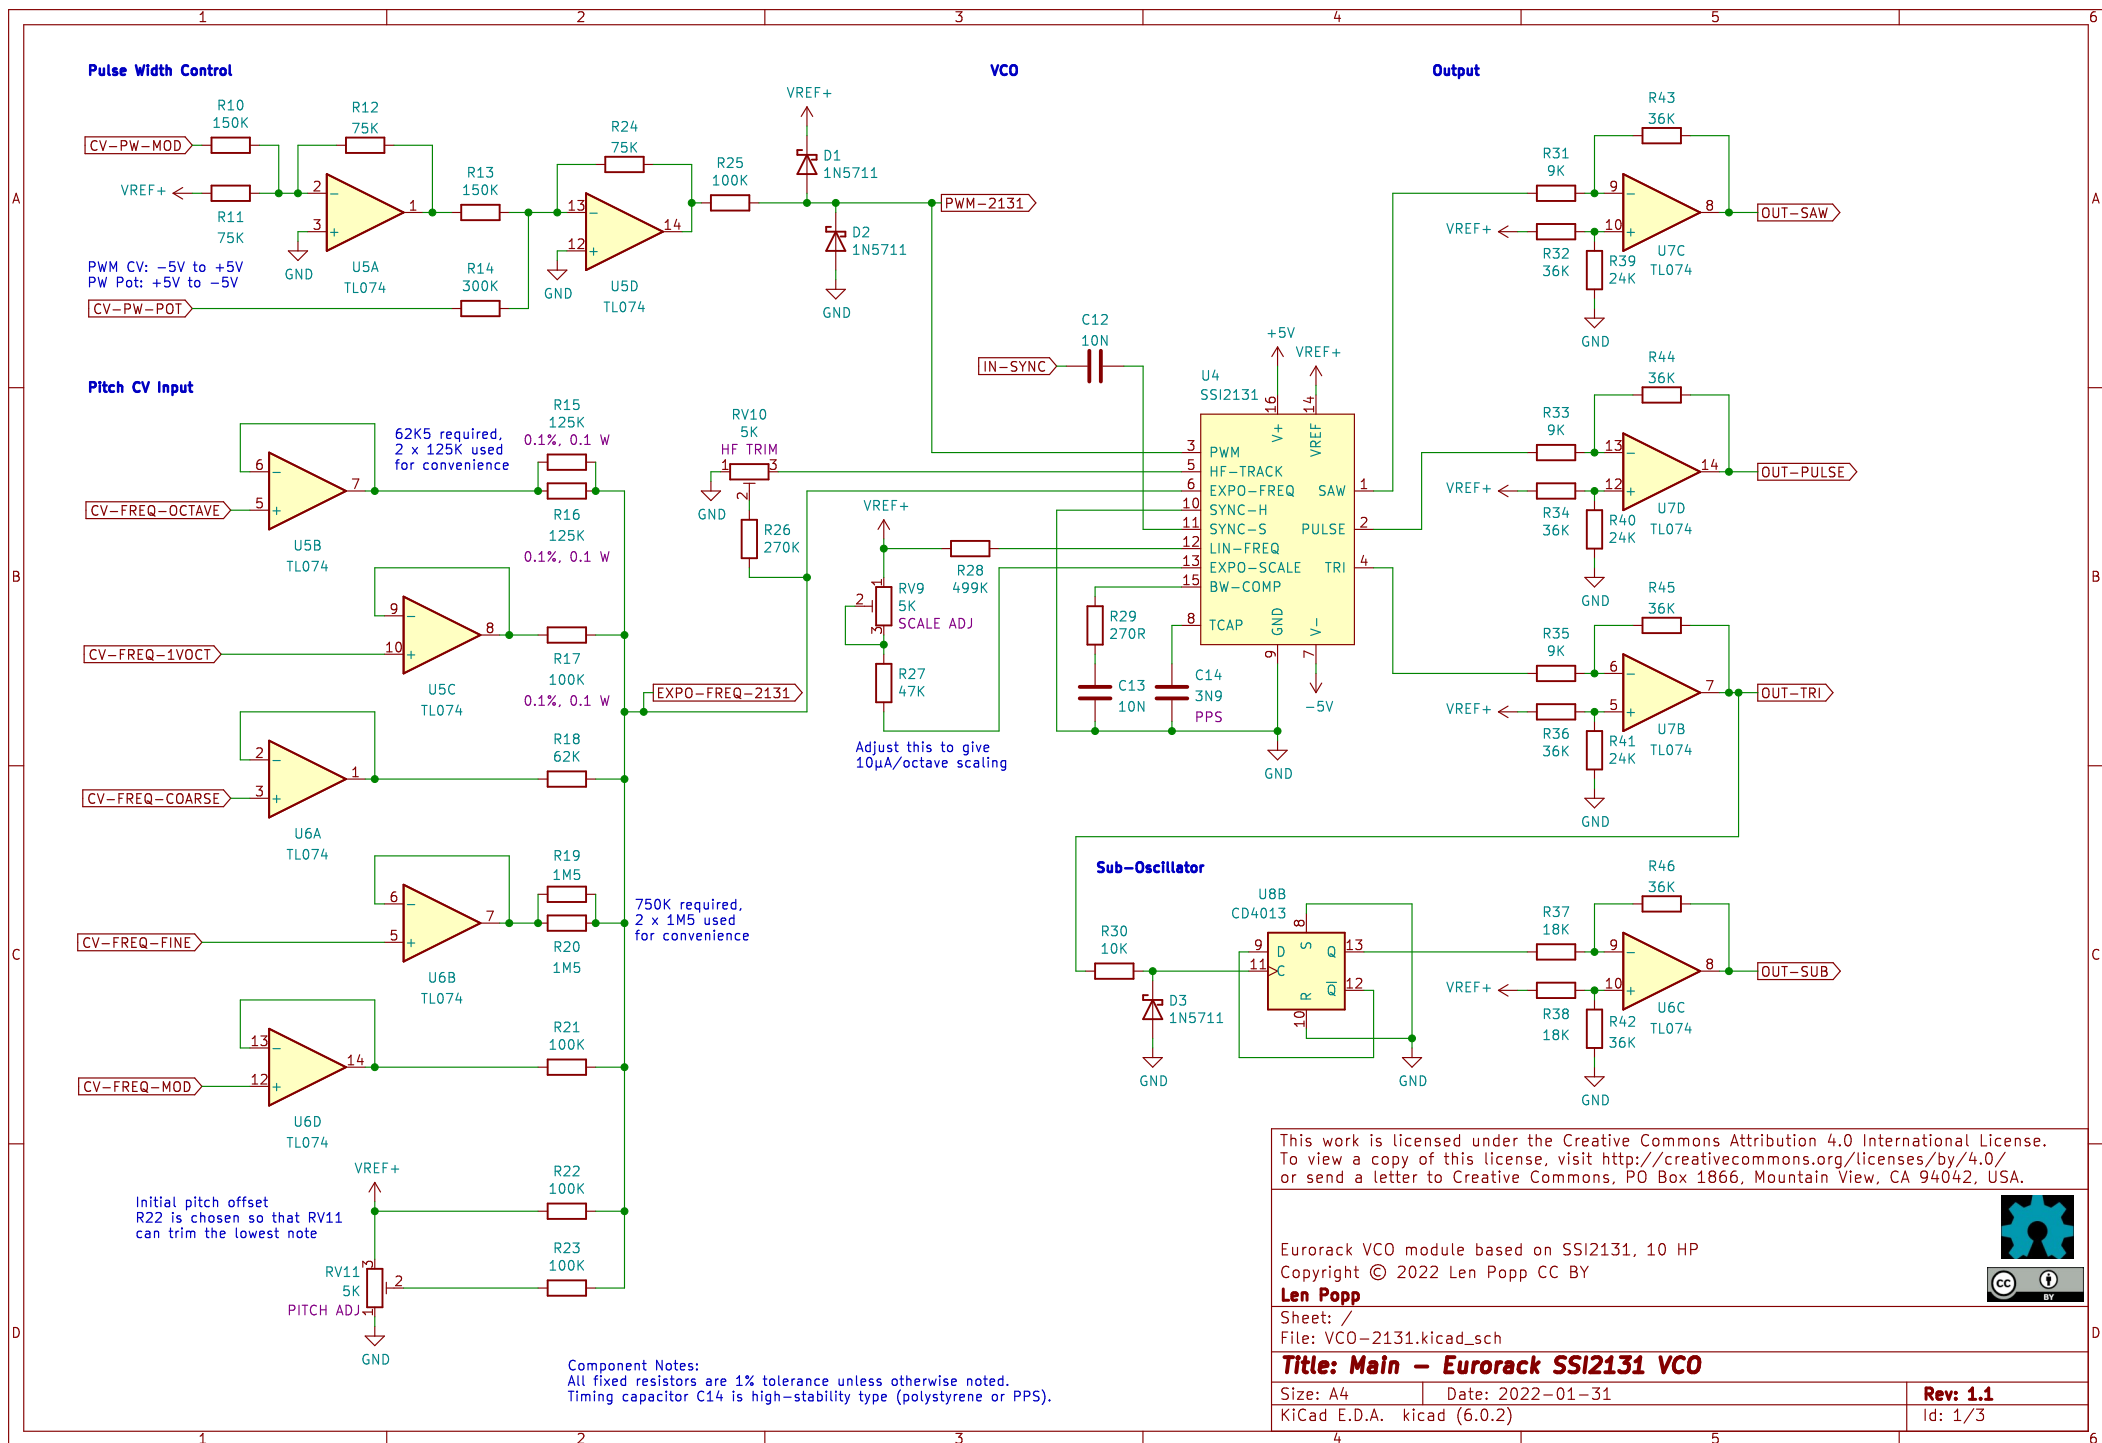 1 2 3 4 5 6
Pulse Width Control
R10
150K
R12
75K
CV-PW-MOD
VREF+
R11
75K
2
3
1
GND
U5A
TL074
PWM CV: -5V to +5V
PW Pot: +5V to -5V
CV-PW-POT
R13
150K
R14
300K
R24
75K
13
12
14
GND
U5D
TL074
R25
100K
VREF+
D1
1N5711
D2
1N5711
GND
PWM-2131
A
A
Pitch CV Input
6
5
7
CV-FREQ-OCTAVE
U5B
TL074
62K5 required,
2 x 125K used
for convenience
R15
125K
0.1%, 0.1 W
R16
125K
0.1%, 0.1 W
9
10
8
CV-FREQ-1VOCT
U5C
TL074
R17
100K
0.1%, 0.1 W
EXPO-FREQ-2131
2
3
1
CV-FREQ-COARSE
U6A
TL074
R18
62K
6
5
7
CV-FREQ-FINE
U6B
TL074
R19
1M5
R20
1M5
750K required,
2 x 1M5 used
for convenience
13
12
14
CV-FREQ-MOD
U6D
TL074
R21
100K
VREF+
Initial pitch offset
R22 is chosen so that RV11
can trim the lowest note
R22
100K
R23
100K
RV11
5K
PITCH ADJ
3
2
1
GND
B
B
VCO
IN-SYNC
C12
10N
RV10
5K
HF TRIM
1
3
2
GND
R26
270K
VREF+
R28
499K
RV9
5K
SCALE ADJ
1
2
3
R27
47K
Adjust this to give
10µA/octave scaling
+5V
VREF+
U4
SSI2131
16
14
V+
VREF
3 PWM
5 HF-TRACK
6 EXPO-FREQ
10 SYNC-H
11 SYNC-S
12 LIN-FREQ
13 EXPO-SCALE
15 BW-COMP
8 TCAP
SAW 1
PULSE 2
TRI 4
GND
V-
9
7
-5V
GND
R29
270R
C13
10N
C14
3N9
PPS
Output
R43
36K
R31
9K
VREF+
R32
36K
R39
24K
9
10
8
U7C
TL074
GND
OUT-SAW
R44
36K
R33
9K
VREF+
R34
36K
R40
24K
13
12
14
U7D
TL074
GND
OUT-PULSE
R45
36K
R35
9K
VREF+
R36
36K
R41
24K
6
5
7
U7B
TL074
GND
OUT-TRI
C
C
Sub-Oscillator
R30
10K
D3
1N5711
GND
U8B
CD4013
8
S
9 D
11 C
Q 13
Q 12
R
10
GND
R46
36K
R37
18K
VREF+
R38
18K
R42
36K
9
10
8
U6C
TL074
GND
OUT-SUB
D
D
Component Notes:
All fixed resistors are 1% tolerance unless otherwise noted.
Timing capacitor C14 is high-stability type (polystyrene or PPS).
This work is licensed under the Creative Commons Attribution 4.0 International License.
To view a copy of this license, visit http://creativecommons.org/licenses/by/4.0/
or send a letter to Creative Commons, PO Box 1866, Mountain View, CA 94042, USA.
Eurorack VCO module based on SSI2131, 10 HP
Copyright © 2022 Len Popp CC BY
Len Popp
cc
BY
Sheet: /
File: VCO-2131.kicad_sch
Title: Main - Eurorack SSI2131 VCO
Size: A4 Date: 2022-01-31 Rev: 1.1
KiCad E.D.A. kicad (6.0.2) Id: 1/3
1 2 3 4 5 6